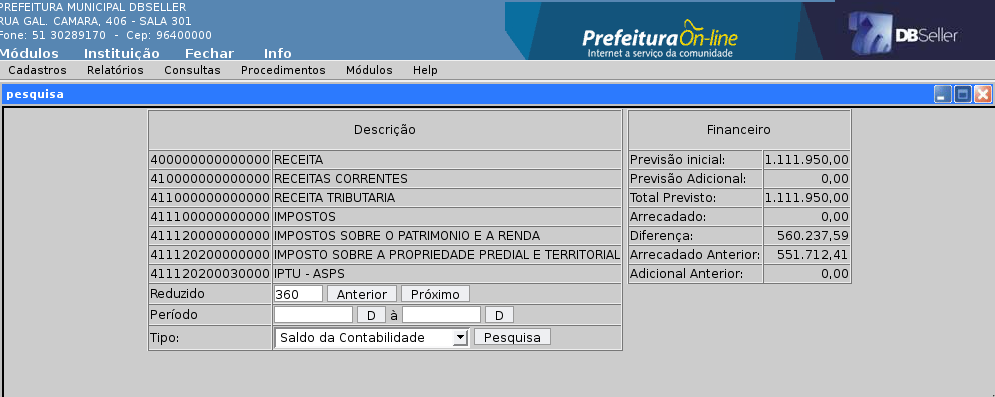 PREFEITURA MUNICIPAL DBSELLER
RUA GAL. CAMARA, 406 - SALA 301
Fone: 51 30289170 - Cep: 96400000
Módulos Instituição Fechar Info
PrefeituraOn-line
Internet a serviço da comunidade
DBSeller
Cadastros Relatórios Consultas Procedimentos Módulos Help
pesquisa
Descrição
400000000000000 RECEITA
410000000000000 RECEITAS CORRENTES
411000000000000 RECEITA TRIBUTARIA
411100000000000 IMPOSTOS
411120000000000 IMPOSTOS SOBRE O PATRIMONIO E A RENDA
411120200000000 IMPOSTO SOBRE A PROPRIEDADE PREDIAL E TERRITORIAL
411120200030000 IPTU - ASPS
Reduzido 360 Anterior Próximo
Período D à D
Tipo: Saldo da Contabilidade Pesquisa
Financeiro
Previsão inicial: 1.111.950,00
Previsão Adicional: 0,00
Total Previsto: 1.111.950,00
Arrecadado: 0,00
Diferença: 560.237,59
Arrecadado Anterior: 551.712,41
Adicional Anterior: 0,00